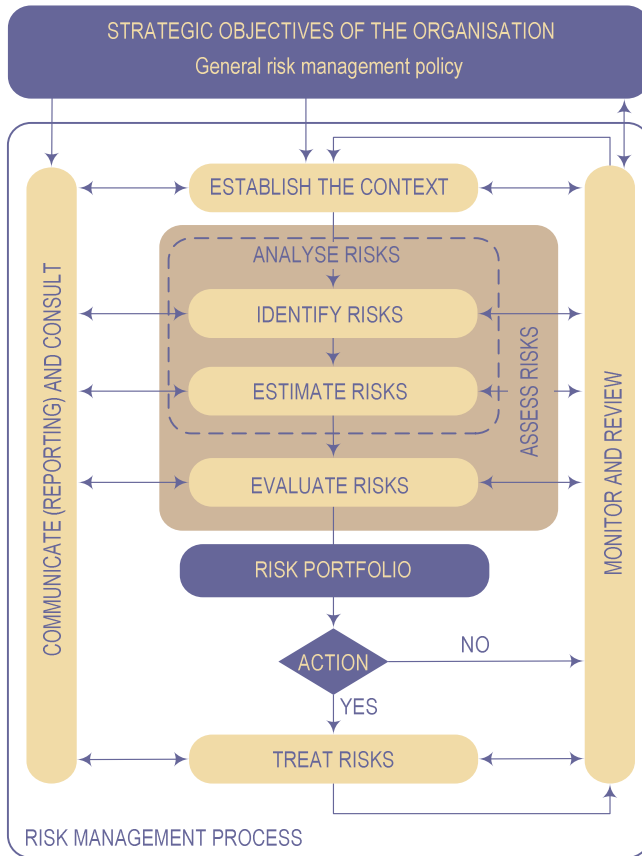 STRATEGIC OBJECTIVES OF THE ORGANISATION
General risk management policy
ESTABLISH THE CONTEXT
ANALYSE RISKS
IDENTIFY RISKS
ESTIMATE RISKS
ASSESS RISKS
EVALUATE RISKS
COMMUNICATE (REPORTING) AND CONSULT
MONITOR AND REVIEW
RISK PORTFOLIO
ACTION
NO
YES
TREAT RISKS
RISK MANAGEMENT PROCESS